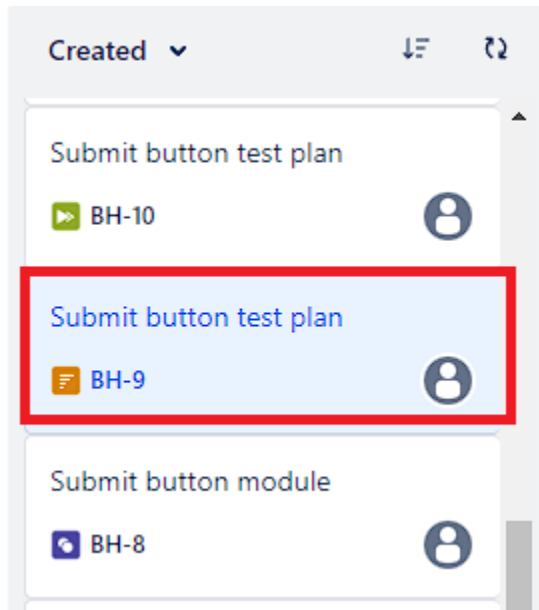 Created
Submit button test plan
BH-10
Submit button test plan
BH-9
Submit button module
BH-8